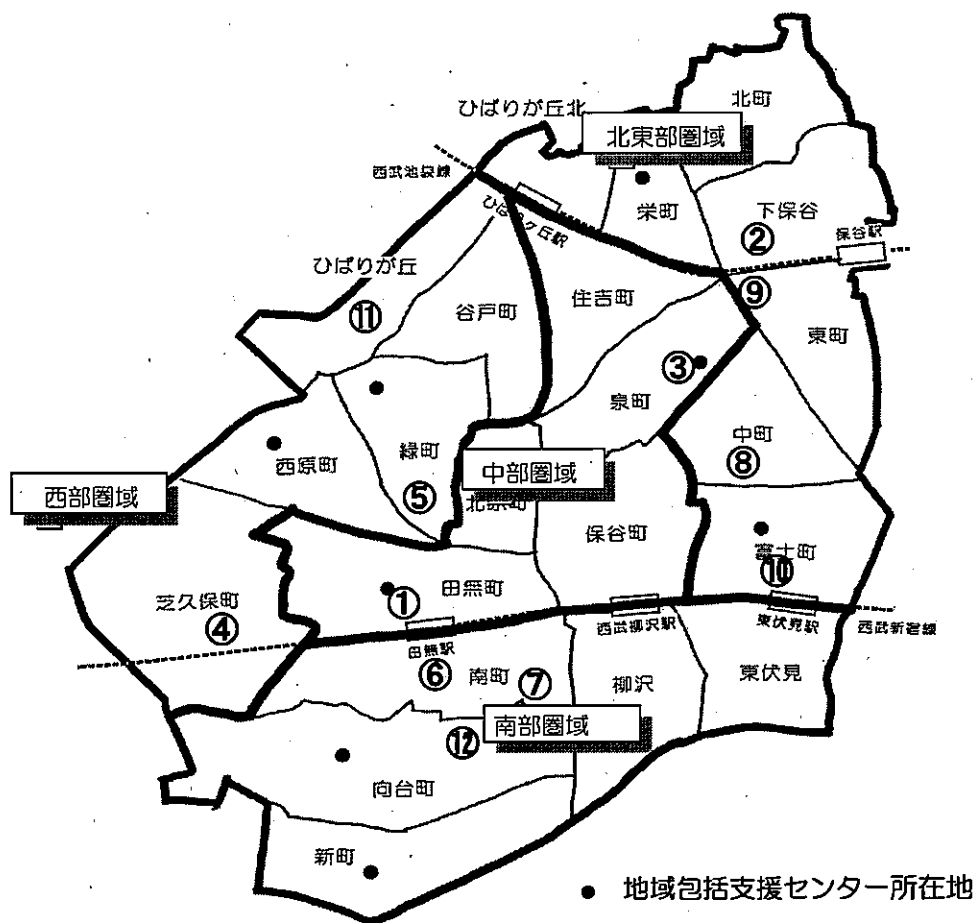 北町
ひばりが丘北
北東部圏域
西武池袋線
ひばりヶ丘駅
栄町
下保谷
②
保谷駅
ひばりが丘
⑪
谷戸町
住吉町
⑨
東町
③
泉町
中町
⑧
西原町
緑町
⑤
中部圏域
西部圏域
保谷町
富士町
⑩
芝久保町
④
田無町
①
田無駅
西武柳沢駅
東伏見駅
西武新宿線
⑥
南町
⑦
柳沢
東伏見
南部圏域
⑫
向台町
新町
● 地域包括支援センター所在地